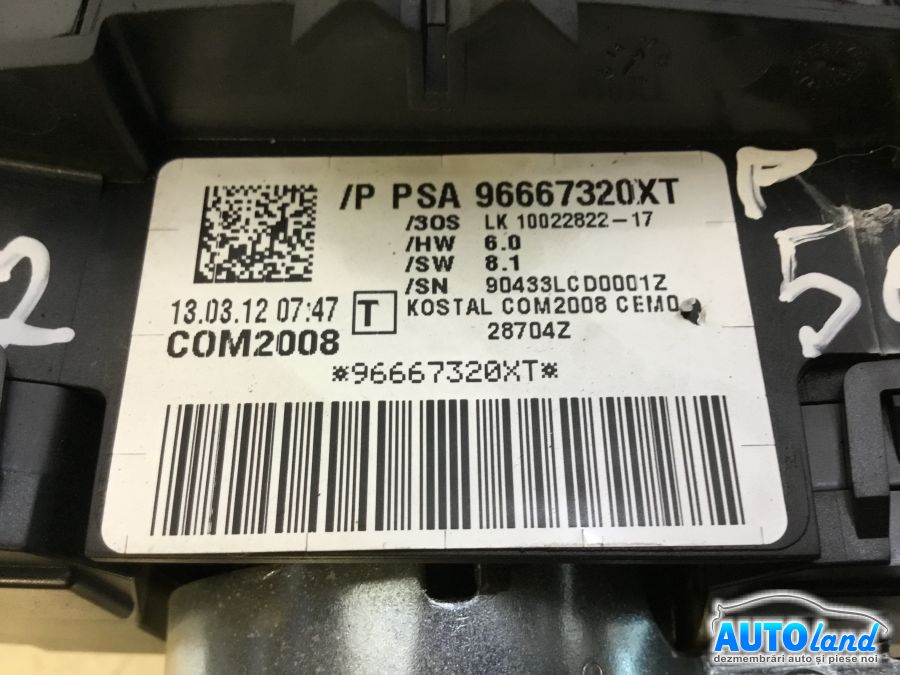 /P PSA 96667320XT
/3OS LK 10022822-17
/HW 6.0
/SW 8.1
/SN 90433LCD0001Z
13.03.12 07:47 T KOSTAL COM2008 CEMO
28704Z
COM2008
*96667320XT*
2
P
5
AUTOland
dezmembrări auto și piese noi